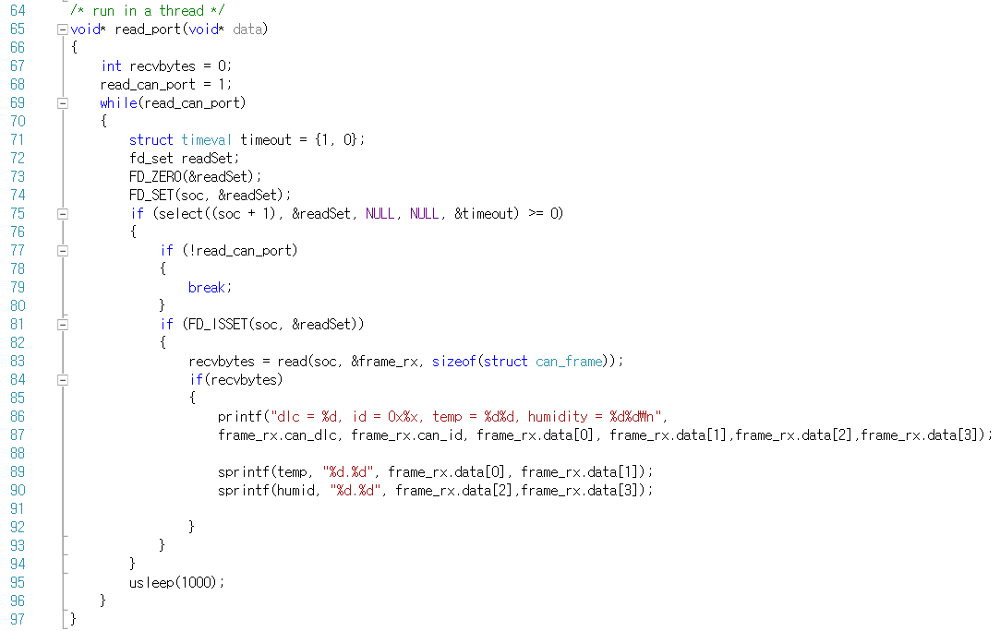 64 /* run in a thread */
65 void* read_port(void* data)
66 {
67 int recvbytes = 0;
68 read_can_port = 1;
69 while(read_can_port)
70 {
71 struct timeval timeout = {1, 0};
72 fd_set readSet;
73 FD_ZERO(&readSet);
74 FD_SET(soc, &readSet);
75 if (select((soc + 1), &readSet, NULL, NULL, &timeout) >= 0)
76 {
77 if (!read_can_port)
78 {
79 break;
80 }
81 if (FD_ISSET(soc, &readSet))
82 {
83 recvbytes = read(soc, &frame_rx, sizeof(struct can_frame));
84 if(recvbytes)
85 {
86 printf("dlc = %d, id = 0x%x, temp = %d%d, humidity = %d%d₩n",
87 frame_rx.can_dlc, frame_rx.can_id, frame_rx.data[0], frame_rx.data[1],frame_rx.data[2],frame_rx.data[3]);
88
89 sprintf(temp, "%d.%d", frame_rx.data[0], frame_rx.data[1]);
90 sprintf(humid, "%d.%d", frame_rx.data[2],frame_rx.data[3]);
91
92 }
93 }
94 }
95 usleep(1000);
96 }
97 }